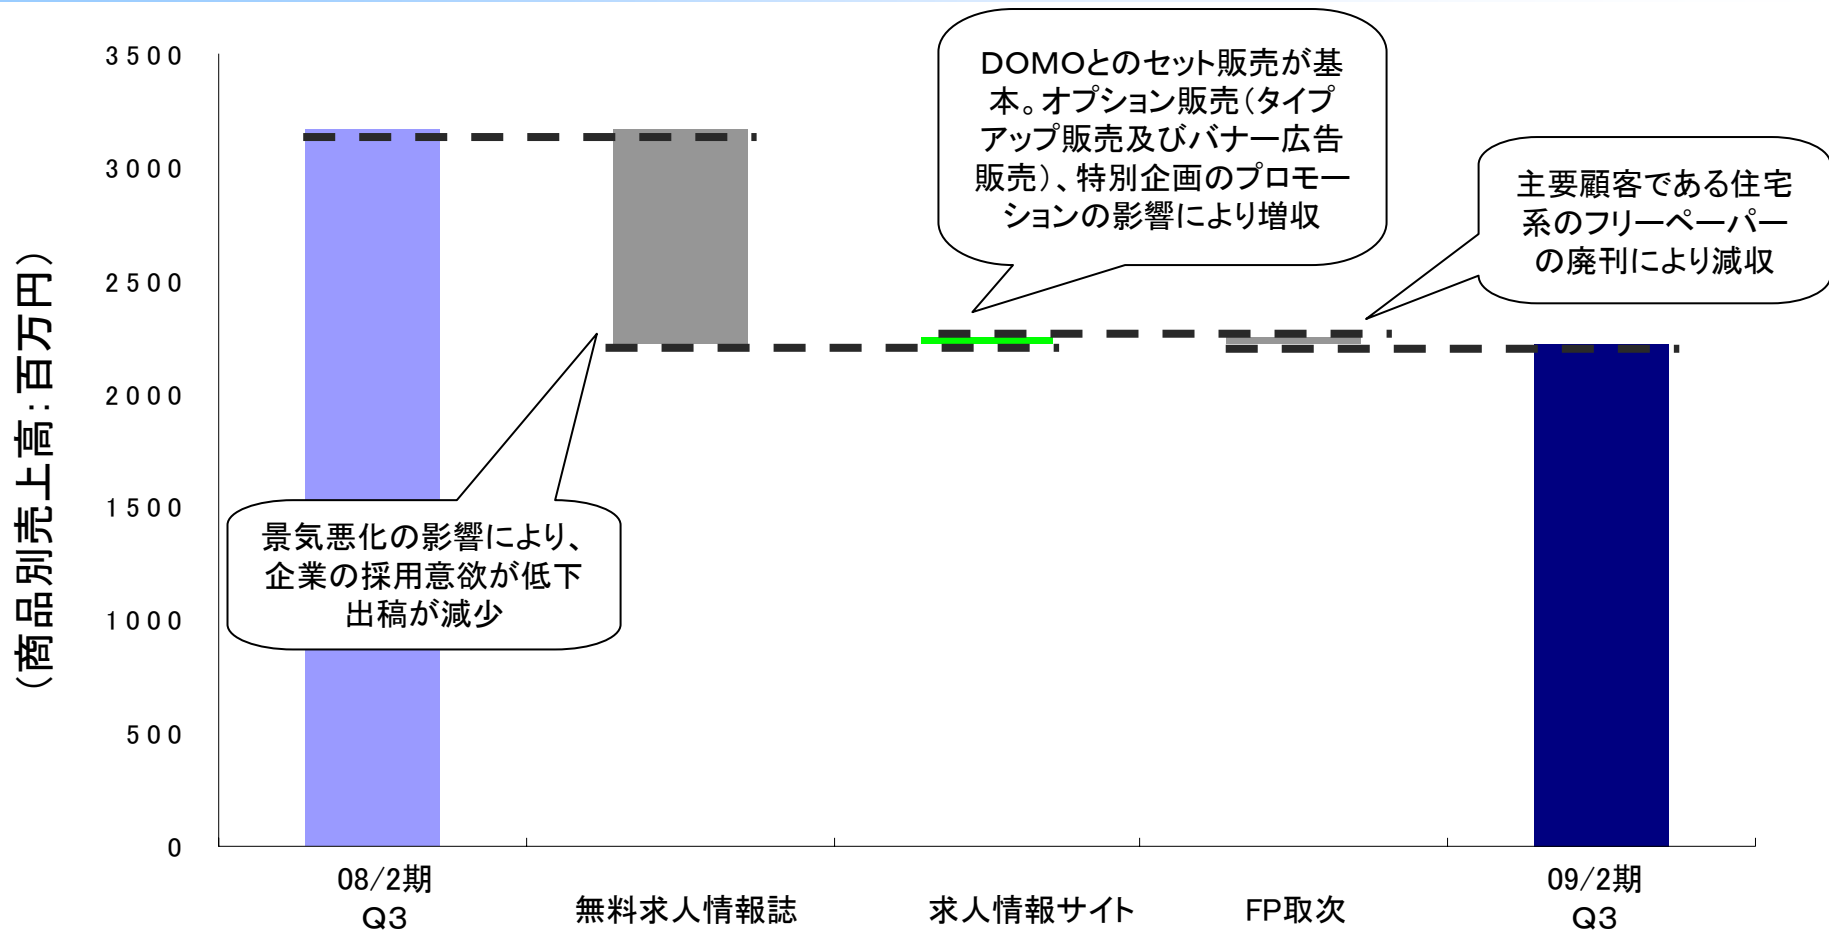 (商品別売上高:百万円)
3500
3000
2500
2000
1500
1000
500
0
DOMOとのセット販売が基
本。オプション販売(タイプ
アップ販売及びバナー広告
販売)、特別企画のプロモー
ションの影響により増収
主要顧客である住宅
系のフリーペーパー
の廃刊により減収
景気悪化の影響により、
企業の採用意欲が低下
出稿が減少
08/2期
Q3
無料求人情報誌
求人情報サイト
FP取次
09/2期
Q3